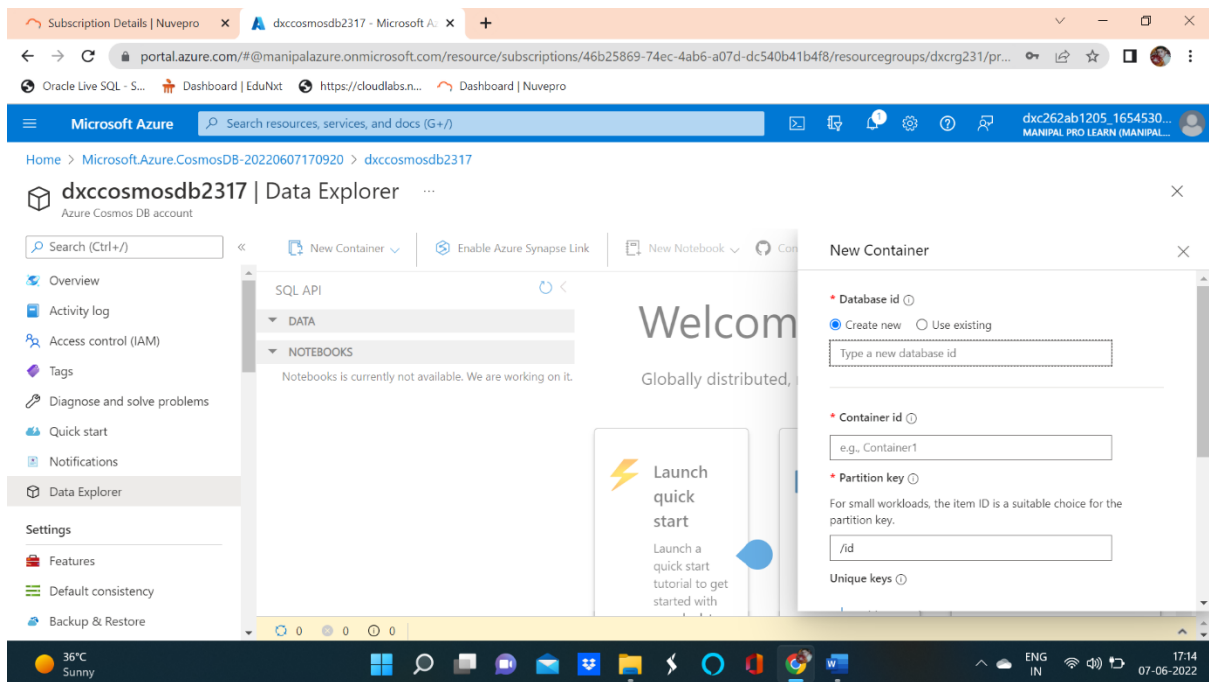 Subscription Details | Nuvepro
dxccosmosdb2317 - Microsoft A
portal.azure.com/#@manipalazure.onmicrosoft.com/resource/subscriptions/46b25869-74ec-4ab6-a07d-dc540b41b4f8/resourcegroups/dxcrg231/pr...
Oracle Live SQL - S... Dashboard | EduNxt https://cloudlabs.n... Dashboard | Nuvepro
Microsoft Azure
Search resources, services, and docs (G+/)
dxc262ab1205_1654530...
MANIPAL PRO LEARN (MANIPAL...
Home > Microsoft.Azure.CosmosDB-20220607170920 > dxccosmosdb2317
dxccosmosdb2317 | Data Explorer ...
Azure Cosmos DB account
Search (Ctrl+/)
Overview
Activity log
Access control (IAM)
Tags
Diagnose and solve problems
Quick start
Notifications
Data Explorer
Settings
Features
Default consistency
Backup & Restore
New Container
Enable Azure Synapse Link
New Notebook
Con
SQL API
DATA
NOTEBOOKS
Notebooks is currently not available. We are working on it.
Welcom
Globally distributed,
Launch
quick
start
Launch a
quick start
tutorial to get
started with
0 0 0
New Container
* Database id
Create new Use existing
Type a new database id
* Container id
e.g., Container1
* Partition key
For small workloads, the item ID is a suitable choice for the
partition key.
/id
Unique keys
36°C
Sunny
ENG
IN
17:14
07-06-2022